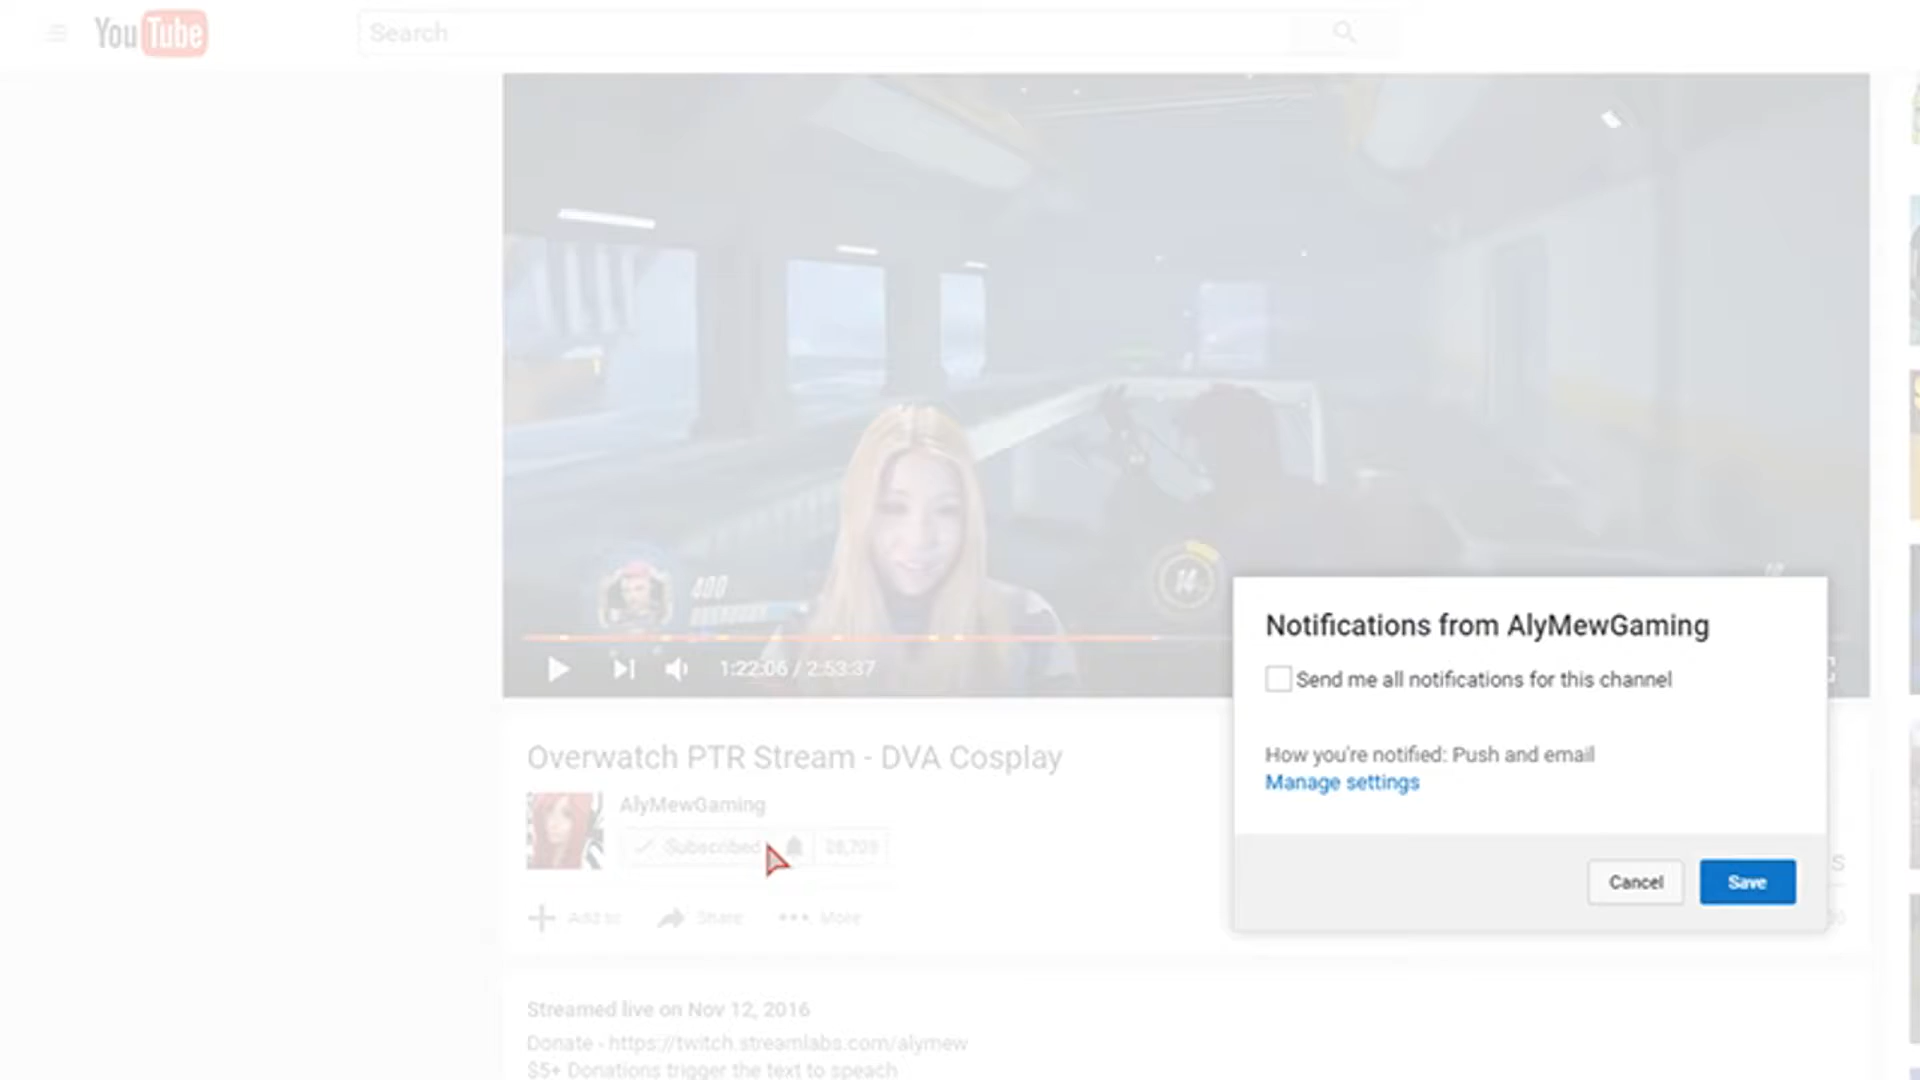 YouTube
Search
400
14
1:22:06 / 2:53:37
Notifications from AlyMewGaming
Send me all notifications for this channel
How you're notified: Push and email
Manage settings
Cancel
Save
Overwatch PTR Stream - DVA Cosplay
AlyMewGaming
Subscribed
Add to
Share
More
Streamed live on Nov 12, 2016
Donate - https://twitch.streamlabs.com/alymew
$5+ Donations trigger the text to speach